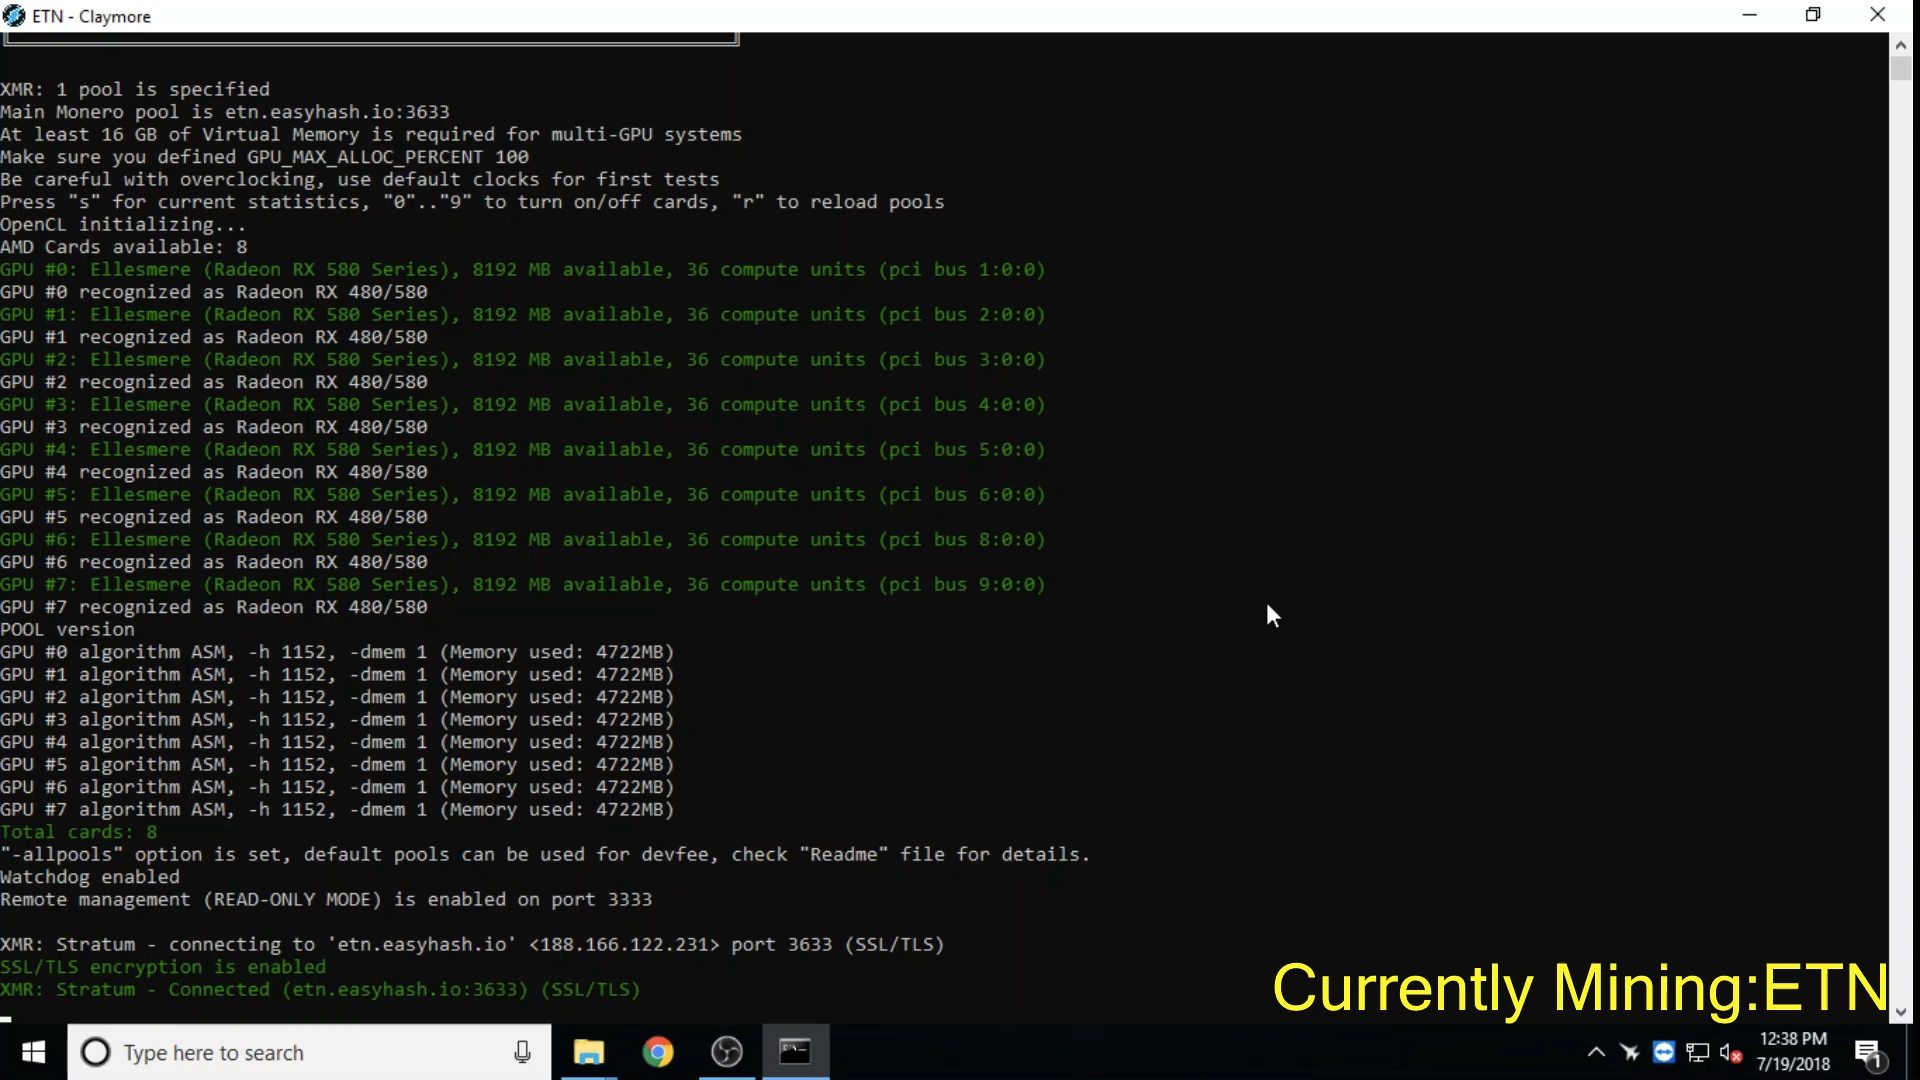 ETN - Claymore
XMR: 1 pool is specified
Main Monero pool is etn.easyhash.io:3633
At least 16 GB of Virtual Memory is required for multi-GPU systems
Make sure you defined GPU_MAX_ALLOC_PERCENT 100
Be careful with overclocking, use default clocks for first tests
Press "s" for current statistics, "0".."9" to turn on/off cards, "r" to reload pools
OpenCL initializing...
AMD Cards available: 8
GPU #0: Ellesmere (Radeon RX 580 Series), 8192 MB available, 36 compute units (pci bus 1:0:0)
GPU #0 recognized as Radeon RX 480/580
GPU #1: Ellesmere (Radeon RX 580 Series), 8192 MB available, 36 compute units (pci bus 2:0:0)
GPU #1 recognized as Radeon RX 480/580
GPU #2: Ellesmere (Radeon RX 580 Series), 8192 MB available, 36 compute units (pci bus 3:0:0)
GPU #2 recognized as Radeon RX 480/580
GPU #3: Ellesmere (Radeon RX 580 Series), 8192 MB available, 36 compute units (pci bus 4:0:0)
GPU #3 recognized as Radeon RX 480/580
GPU #4: Ellesmere (Radeon RX 580 Series), 8192 MB available, 36 compute units (pci bus 5:0:0)
GPU #4 recognized as Radeon RX 480/580
GPU #5: Ellesmere (Radeon RX 580 Series), 8192 MB available, 36 compute units (pci bus 6:0:0)
GPU #5 recognized as Radeon RX 480/580
GPU #6: Ellesmere (Radeon RX 580 Series), 8192 MB available, 36 compute units (pci bus 8:0:0)
GPU #6 recognized as Radeon RX 480/580
GPU #7: Ellesmere (Radeon RX 580 Series), 8192 MB available, 36 compute units (pci bus 9:0:0)
GPU #7 recognized as Radeon RX 480/580
POOL version
GPU #0 algorithm ASM, -h 1152, -dmem 1 (Memory used: 4722MB)
GPU #1 algorithm ASM, -h 1152, -dmem 1 (Memory used: 4722MB)
GPU #2 algorithm ASM, -h 1152, -dmem 1 (Memory used: 4722MB)
GPU #3 algorithm ASM, -h 1152, -dmem 1 (Memory used: 4722MB)
GPU #4 algorithm ASM, -h 1152, -dmem 1 (Memory used: 4722MB)
GPU #5 algorithm ASM, -h 1152, -dmem 1 (Memory used: 4722MB)
GPU #6 algorithm ASM, -h 1152, -dmem 1 (Memory used: 4722MB)
GPU #7 algorithm ASM, -h 1152, -dmem 1 (Memory used: 4722MB)
Total cards: 8
"-allpools" option is set, default pools can be used for devfee, check "Readme" file for details.
Watchdog enabled
Remote management (READ-ONLY MODE) is enabled on port 3333
XMR: Stratum - connecting to 'etn.easyhash.io' <188.166.122.231> port 3633 (SSL/TLS)
SSL/TLS encryption is enabled
XMR: Stratum - Connected (etn.easyhash.io:3633) (SSL/TLS)
Currently Mining:ETN
Type here to search
12:38 PM
7/19/2018
1